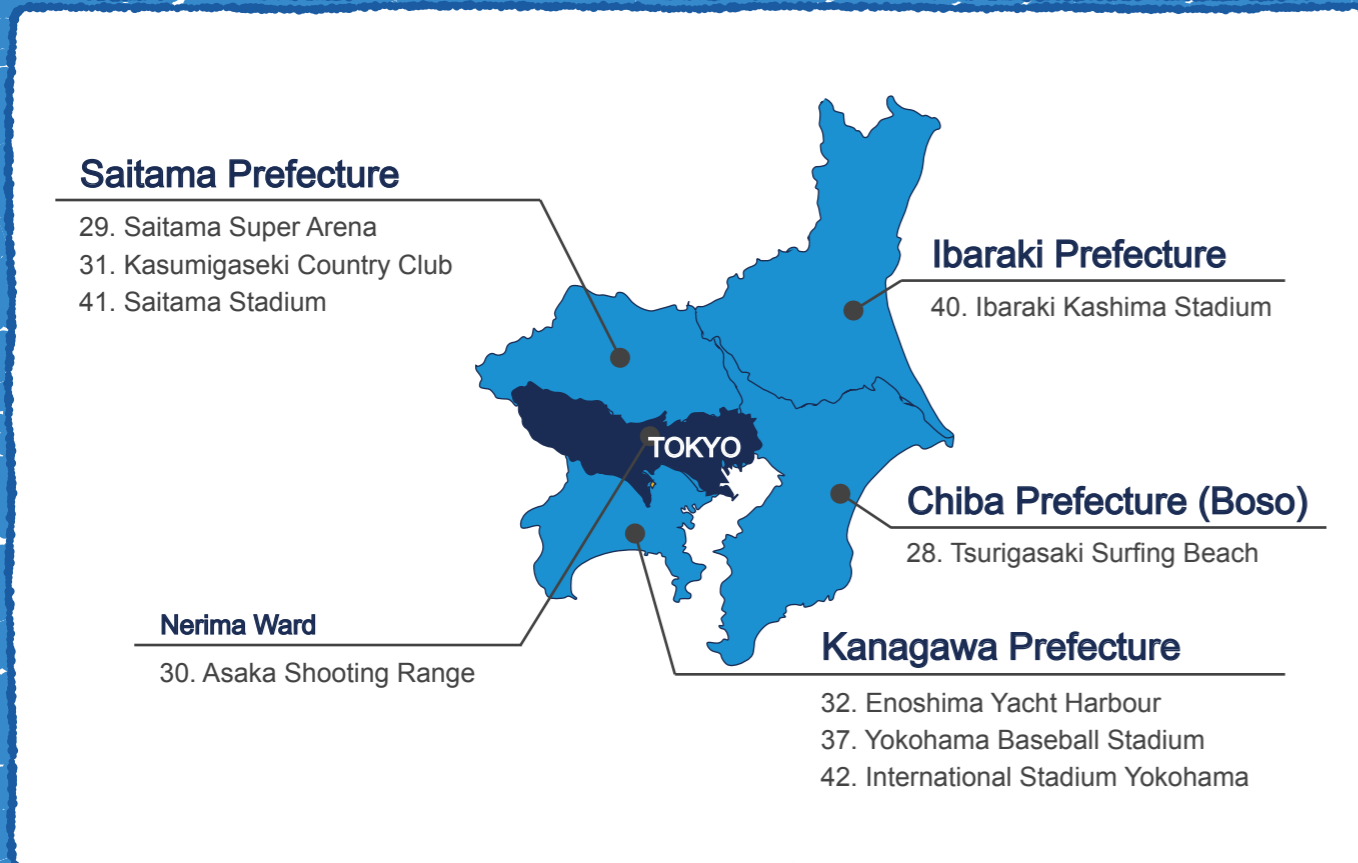 Saitama Prefecture
29. Saitama Super Arena
31. Kasumigaseki Country Club
41. Saitama Stadium
Ibaraki Prefecture
40. Ibaraki Kashima Stadium
TOKYO
Chiba Prefecture (Boso)
28. Tsurigasaki Surfing Beach
Nerima Ward
30. Asaka Shooting Range
Kanagawa Prefecture
32. Enoshima Yacht Harbour
37. Yokohama Baseball Stadium
42. International Stadium Yokohama